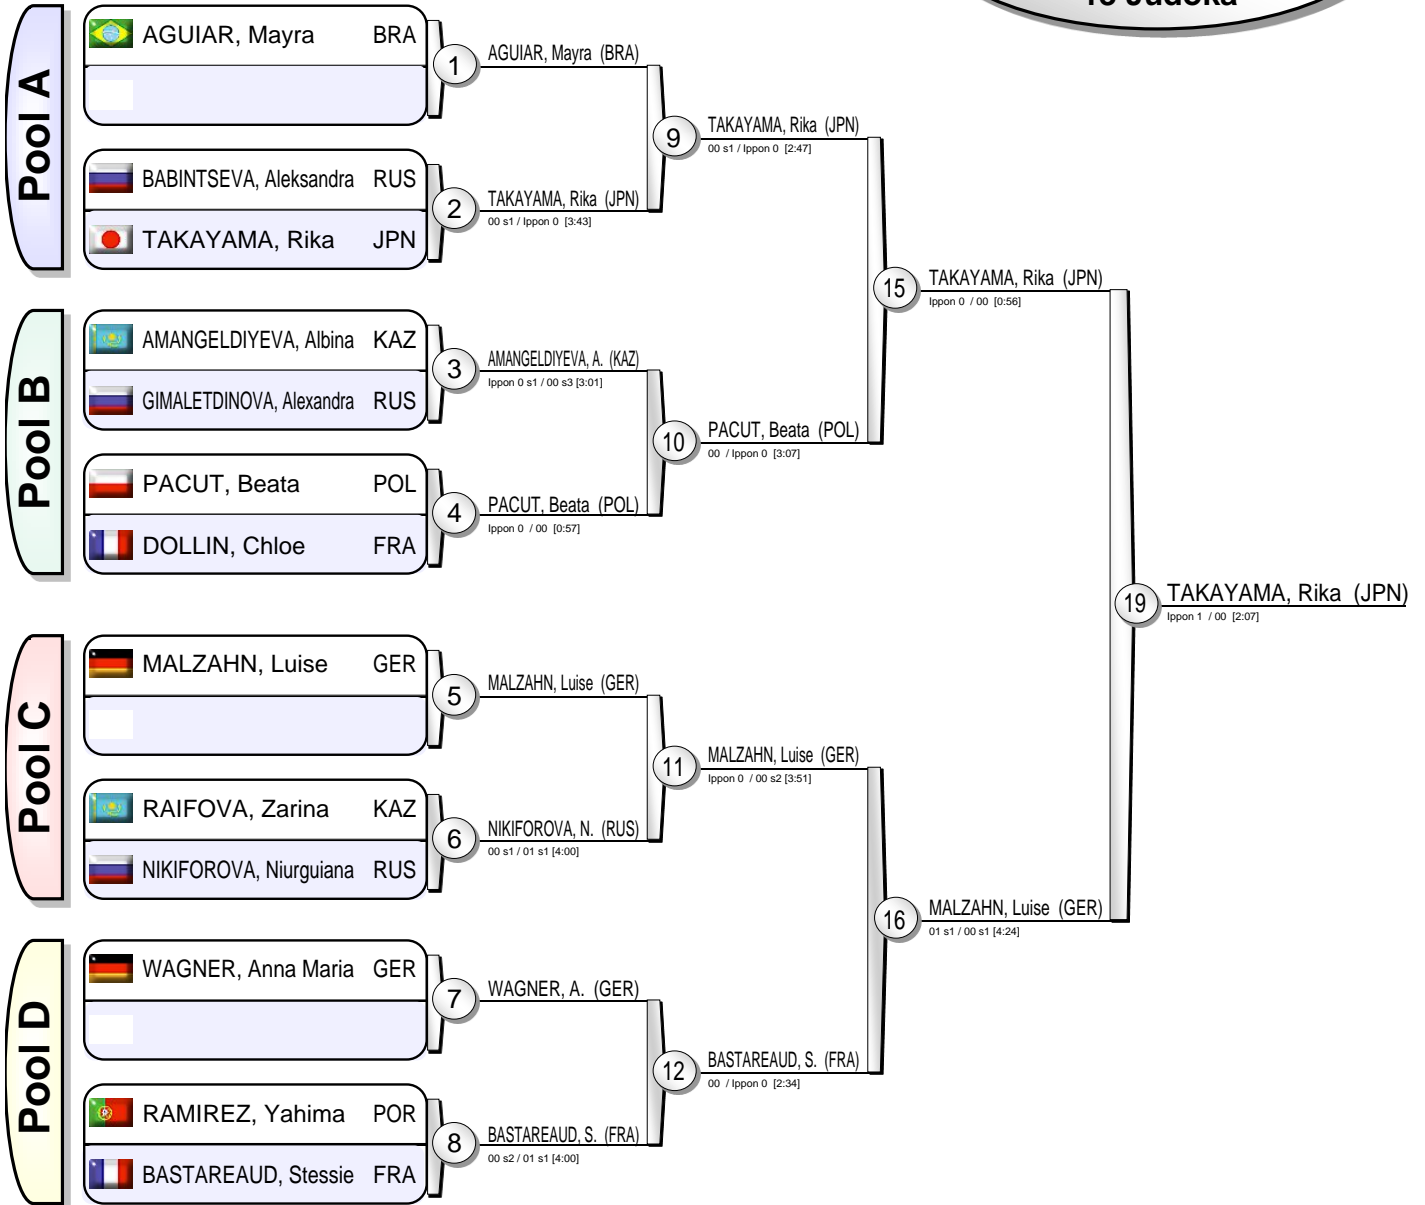 13 Judoka
Pool A
AGUIAR, Mayra BRA
BABINTSEVA, Aleksandra RUS
TAKAYAMA, Rika JPN
Pool B
AMANGELDIYEVA, Albina KAZ
GIMALETDINOVA, Alexandra RUS
PACUT, Beata POL
DOLLIN, Chloe FRA
Pool C
MALZAHN, Luise GER
RAIFOVA, Zarina KAZ
NIKIFOROVA, Niurguiana RUS
Pool D
WAGNER, Anna Maria GER
RAMIREZ, Yahima POR
BASTAREAUD, Stessie FRA
1
AGUIAR, Mayra (BRA)
2
TAKAYAMA, Rika (JPN)
00 s1 / Ippon 0 [3:43]
3
AMANGELDIYEVA, A. (KAZ)
Ippon 0 s1 / 00 s3 [3:01]
4
PACUT, Beata (POL)
Ippon 0 / 00 [0:57]
5
MALZAHN, Luise (GER)
6
NIKIFOROVA, N. (RUS)
00 s1 / 01 s1 [4:00]
7
WAGNER, A. (GER)
8
BASTAREAUD, S. (FRA)
00 s2 / 01 s1 [4:00]
9
TAKAYAMA, Rika (JPN)
00 s1 / Ippon 0 [2:47]
10
PACUT, Beata (POL)
00 / Ippon 0 [3:07]
11
MALZAHN, Luise (GER)
Ippon 0 / 00 s2 [3:51]
12
BASTAREAUD, S. (FRA)
00 / Ippon 0 [2:34]
15
TAKAYAMA, Rika (JPN)
Ippon 0 / 00 [0:56]
16
MALZAHN, Luise (GER)
01 s1 / 00 s1 [4:24]
19
TAKAYAMA, Rika (JPN)
Ippon 1 / 00 [2:07]